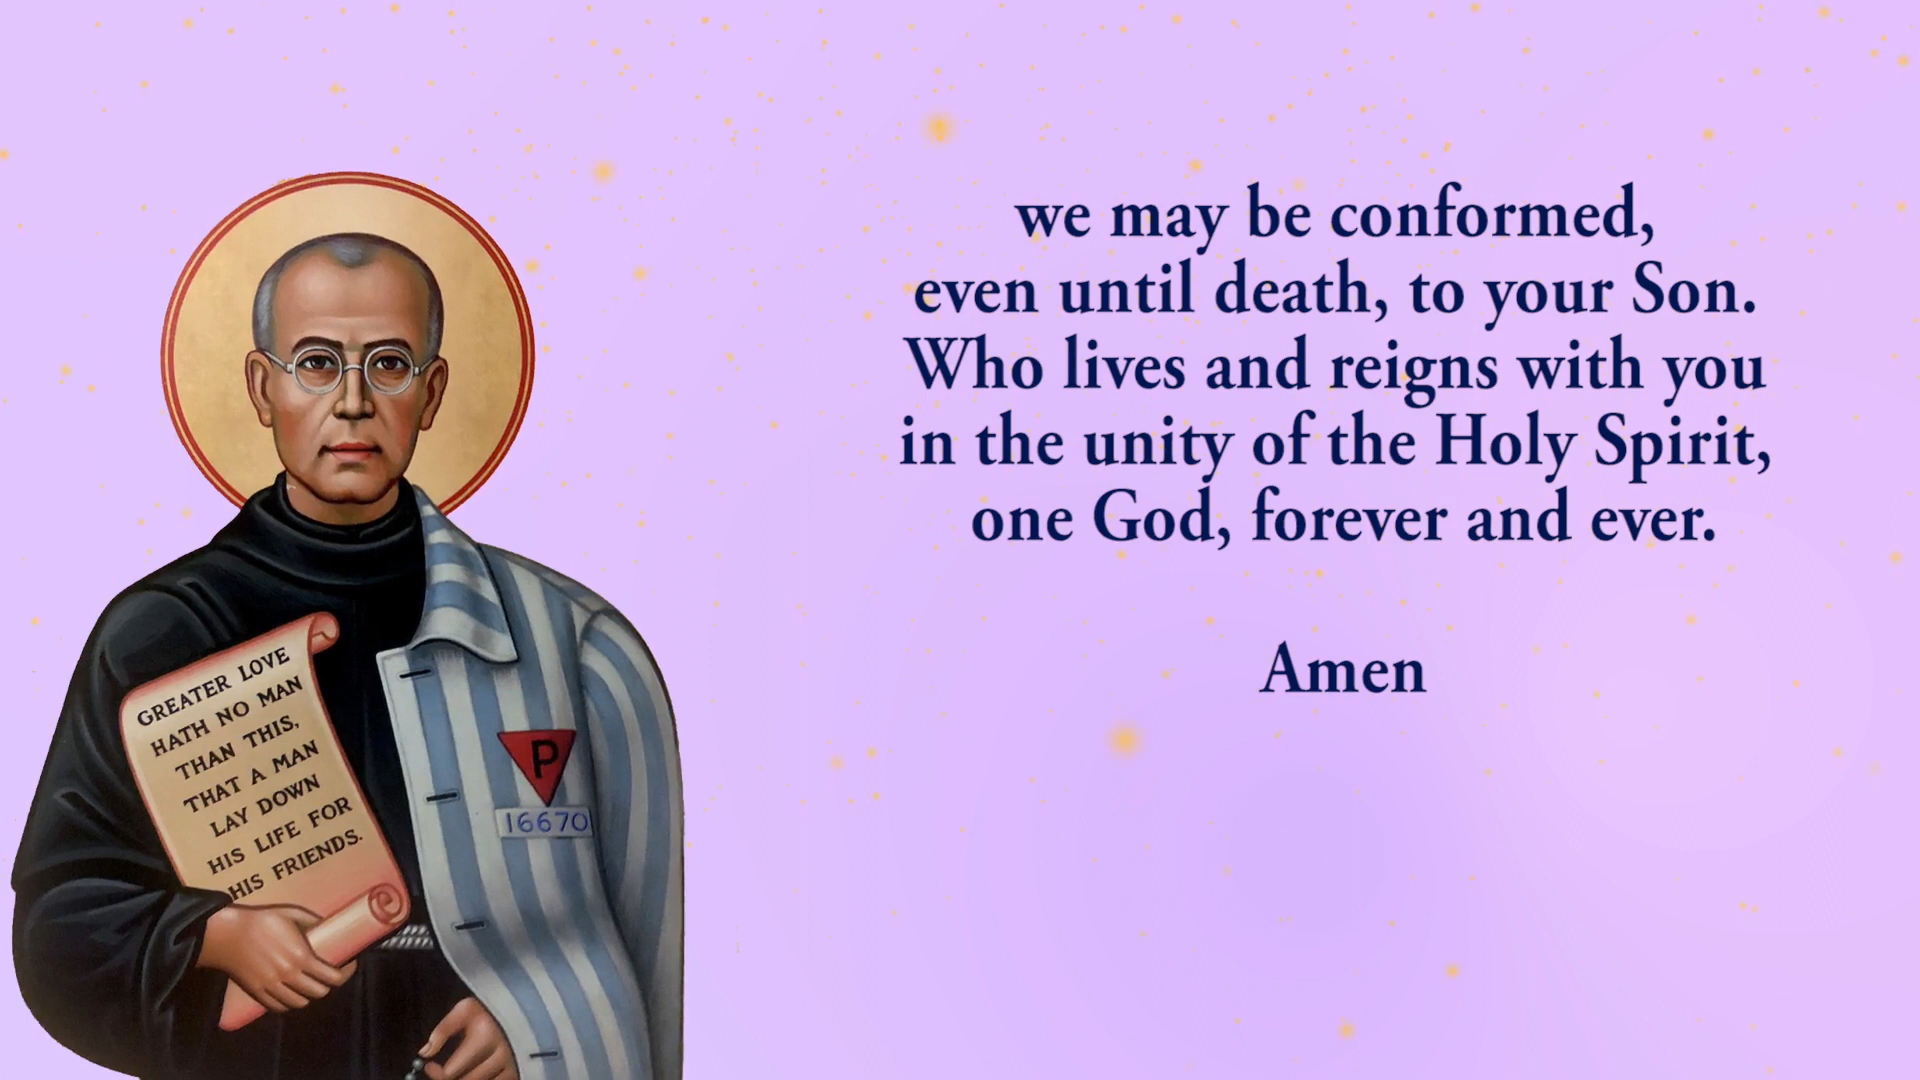 we may be conformed,
even until death, to your Son.
Who lives and reigns with you
in the unity of the Holy Spirit,
one God, forever and ever.
Amen
GREATER LOVE
HATH NO MAN
THAN THIS,
THAT A MAN
LAY DOWN
HIS LIFE FOR
HIS FRIENDS.
P
16670